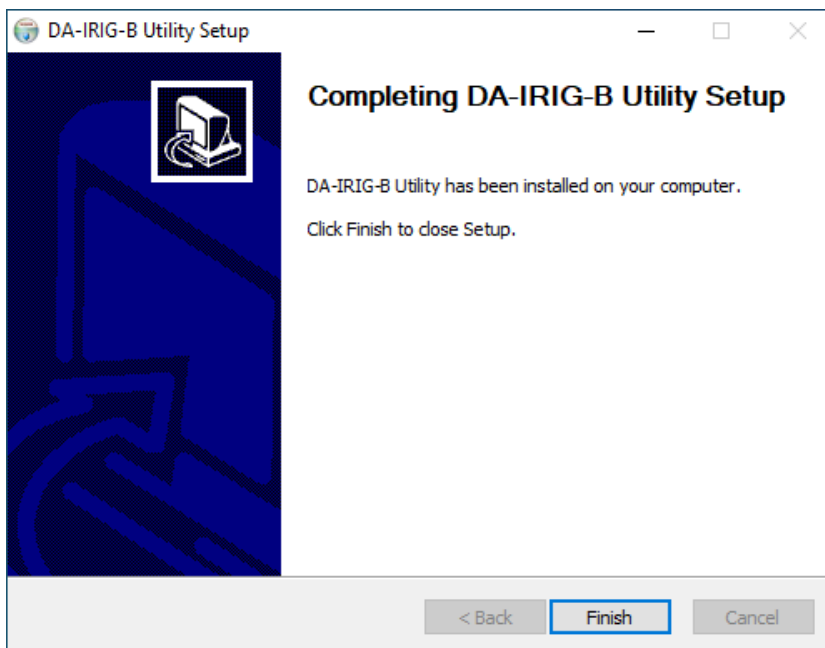 DA-IRIG-B Utility Setup
Completing DA-IRIG-B Utility Setup
DA-IRIG-B Utility has been installed on your computer.
Click Finish to close Setup.
< Back
Finish
Cancel